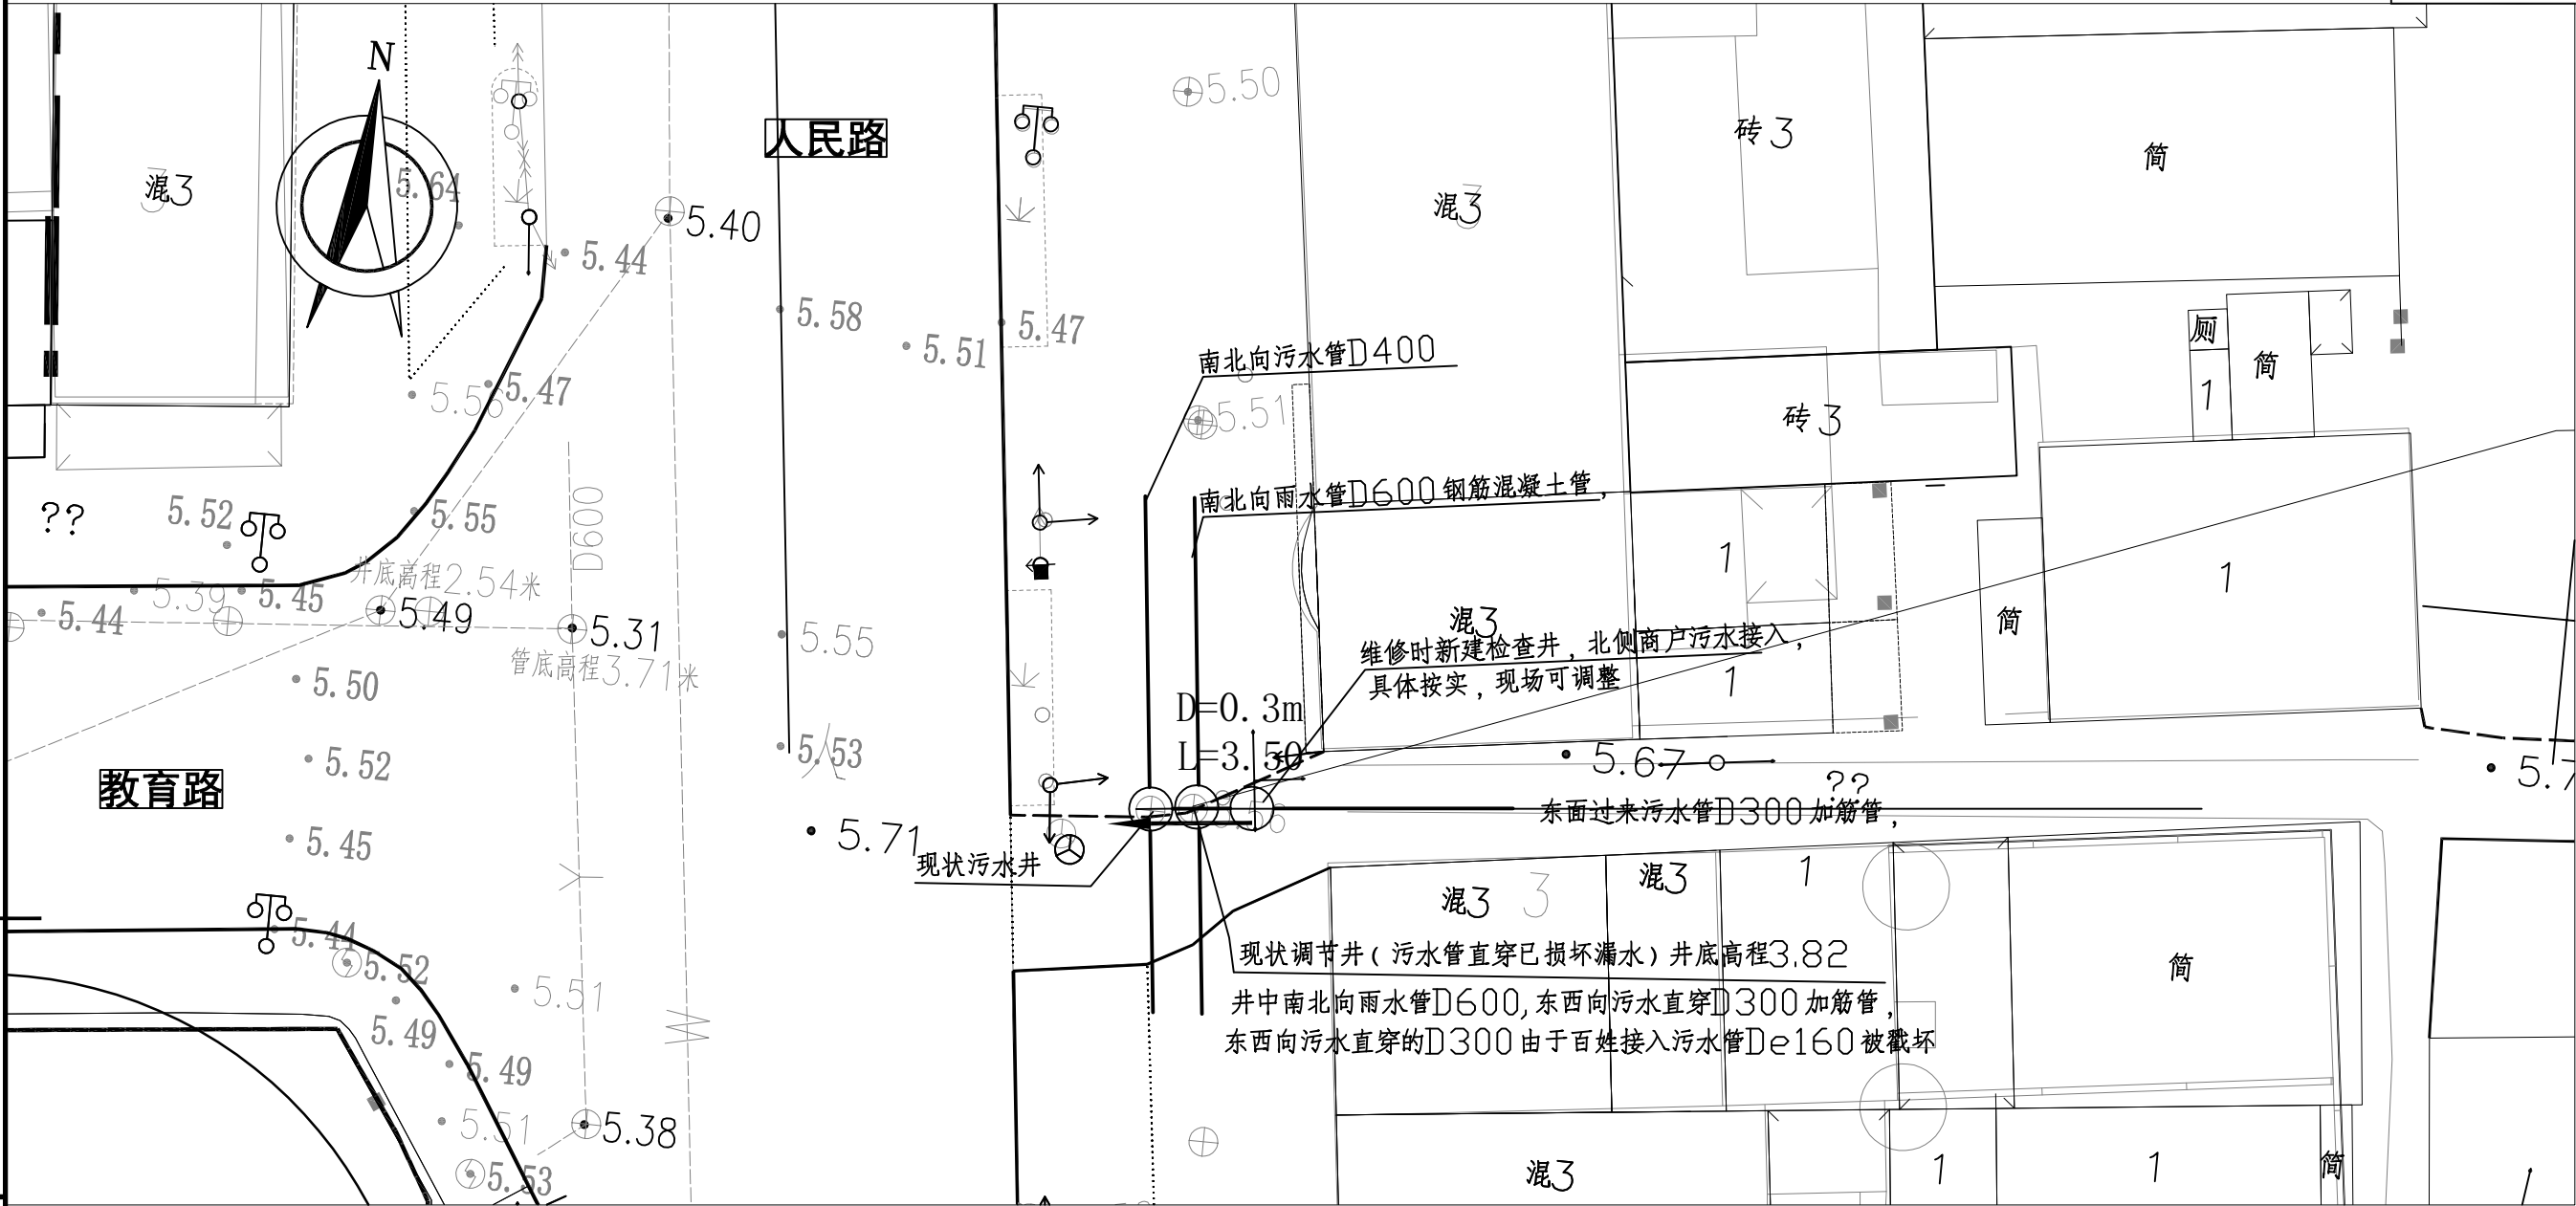 N
人民路
5.50
砖3
简
混3
5.64
混3
5.40
5.44
5.58
5.51
5.47
厕
简
1
南北向污水管D400
5.56
5.47
5.51
砖3
南北向雨水管D600钢筋混凝土管,
??
5.52
5.55
D600
井底高程2.54米
5.39
5.45
5.44
5.49
5.31
1
1
简
混3
5.55
维修时新建检查井,北侧商户污水接入,
具体按实,现场可调整
1
管底高程3.71米
5.50
D=0.3m
L=3.50
5.53
人
5.52
5.67
??
教育路
东面过来污水管D300加筋管,
5.71
5.45
现状污水井
混3
3
混3
1
5.44
5.52
现状调节井(污水管直穿已损坏漏水)井底高程3.82
简
5.51
井中南北向雨水管D600,东西向污水直穿D300加筋管,
5.49
东西向污水直穿的D300由于百姓接入污水管De160被戳坏
5.49
5.51
5.38
5.53
混3
1
1
简